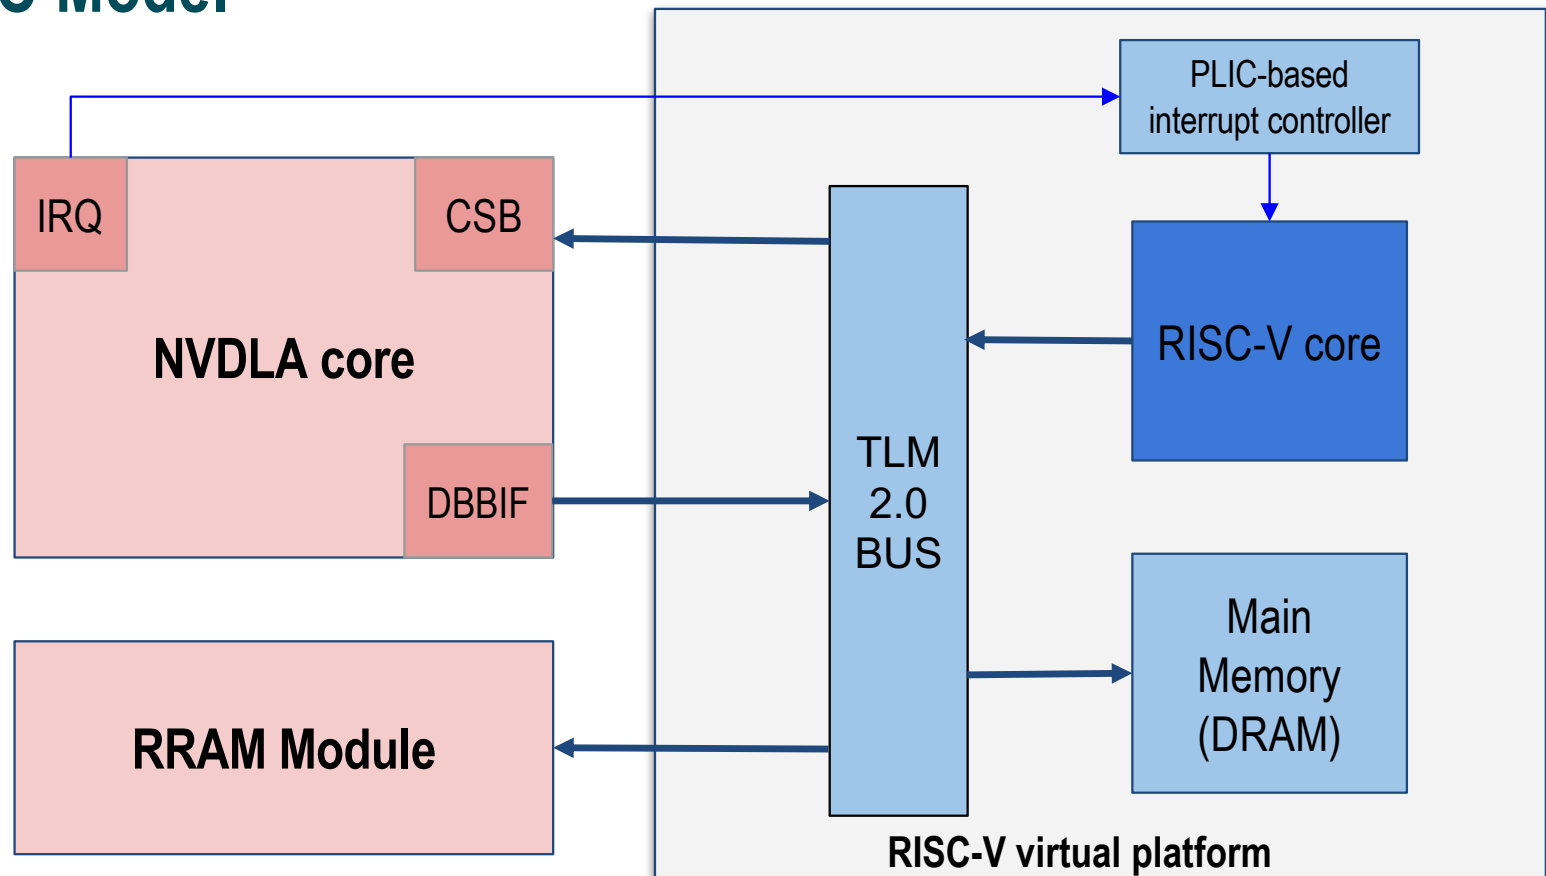 Model
PLIC-based
interrupt controller
IRQ
CSB
NVDLA core
RISC-V core
DBBIF
TLM
2.0
BUS
Main
Memory
(DRAM)
RRAM Module
RISC-V virtual platform